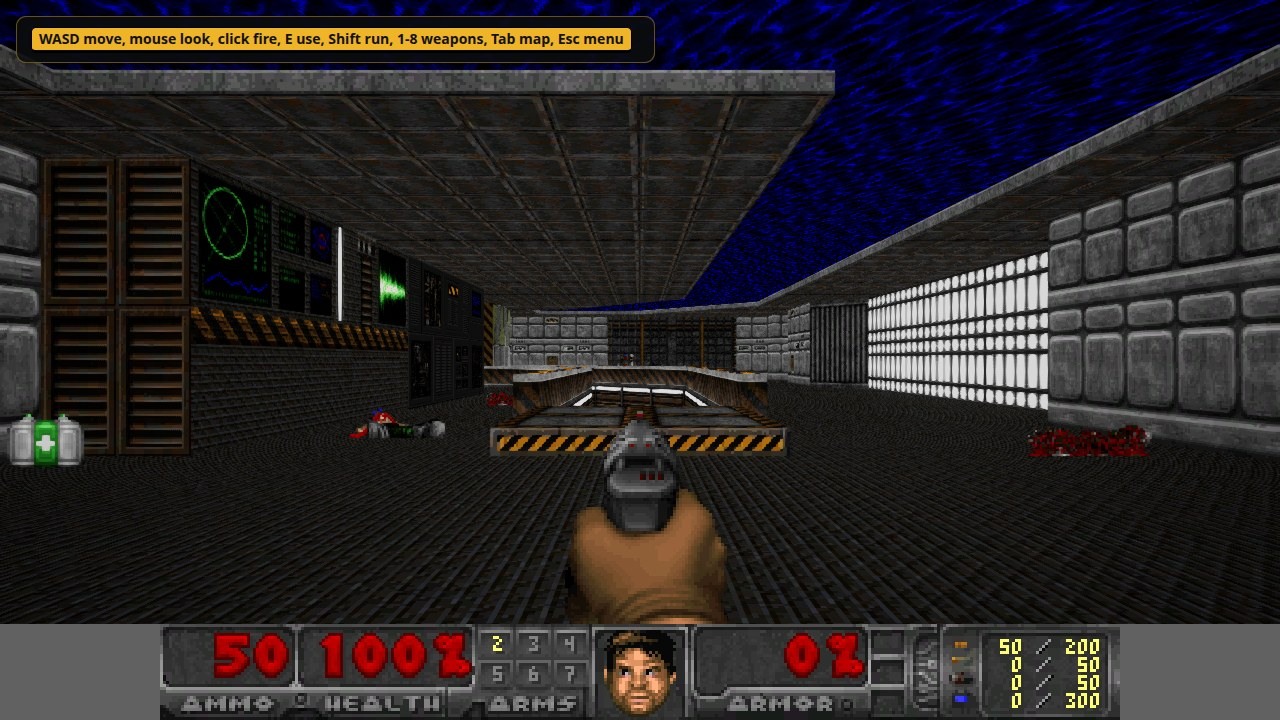 WASD move, mouse look, click fire, E use, Shift run, 1-8 weapons, Tab map, Esc menu
50 100% 2 3 4 0% 50 / 200
0 / 50
5 6 7 0 / 50
0 / 300
AMMO HEALTH ARMS ARMOR